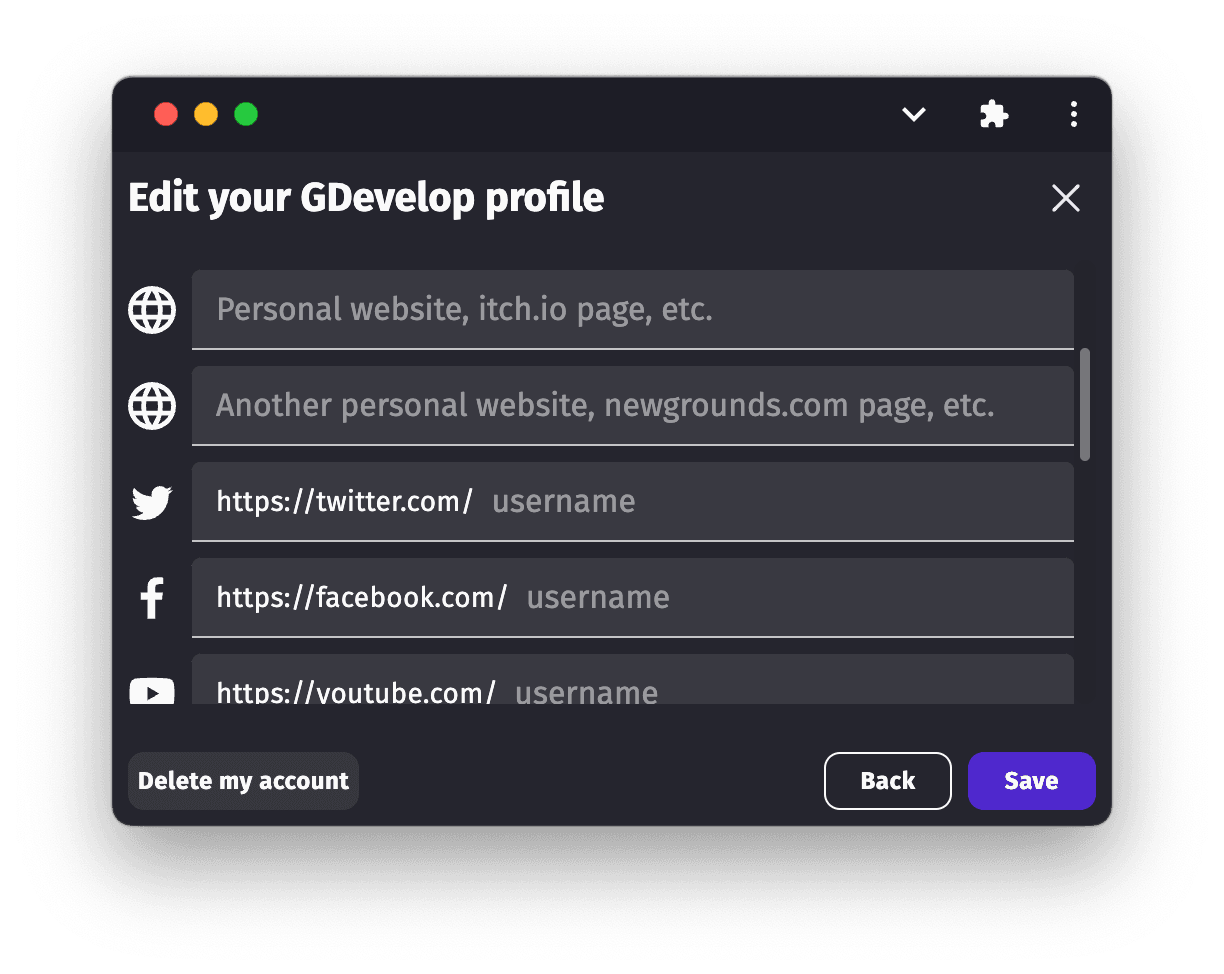 Edit your GDevelop profile
Personal website, itch.io page, etc.
Another personal website, newgrounds.com page, etc.
https://twitter.com/ username
https://facebook.com/ username
https://youtube.com/ username
Delete my account
Back
Save